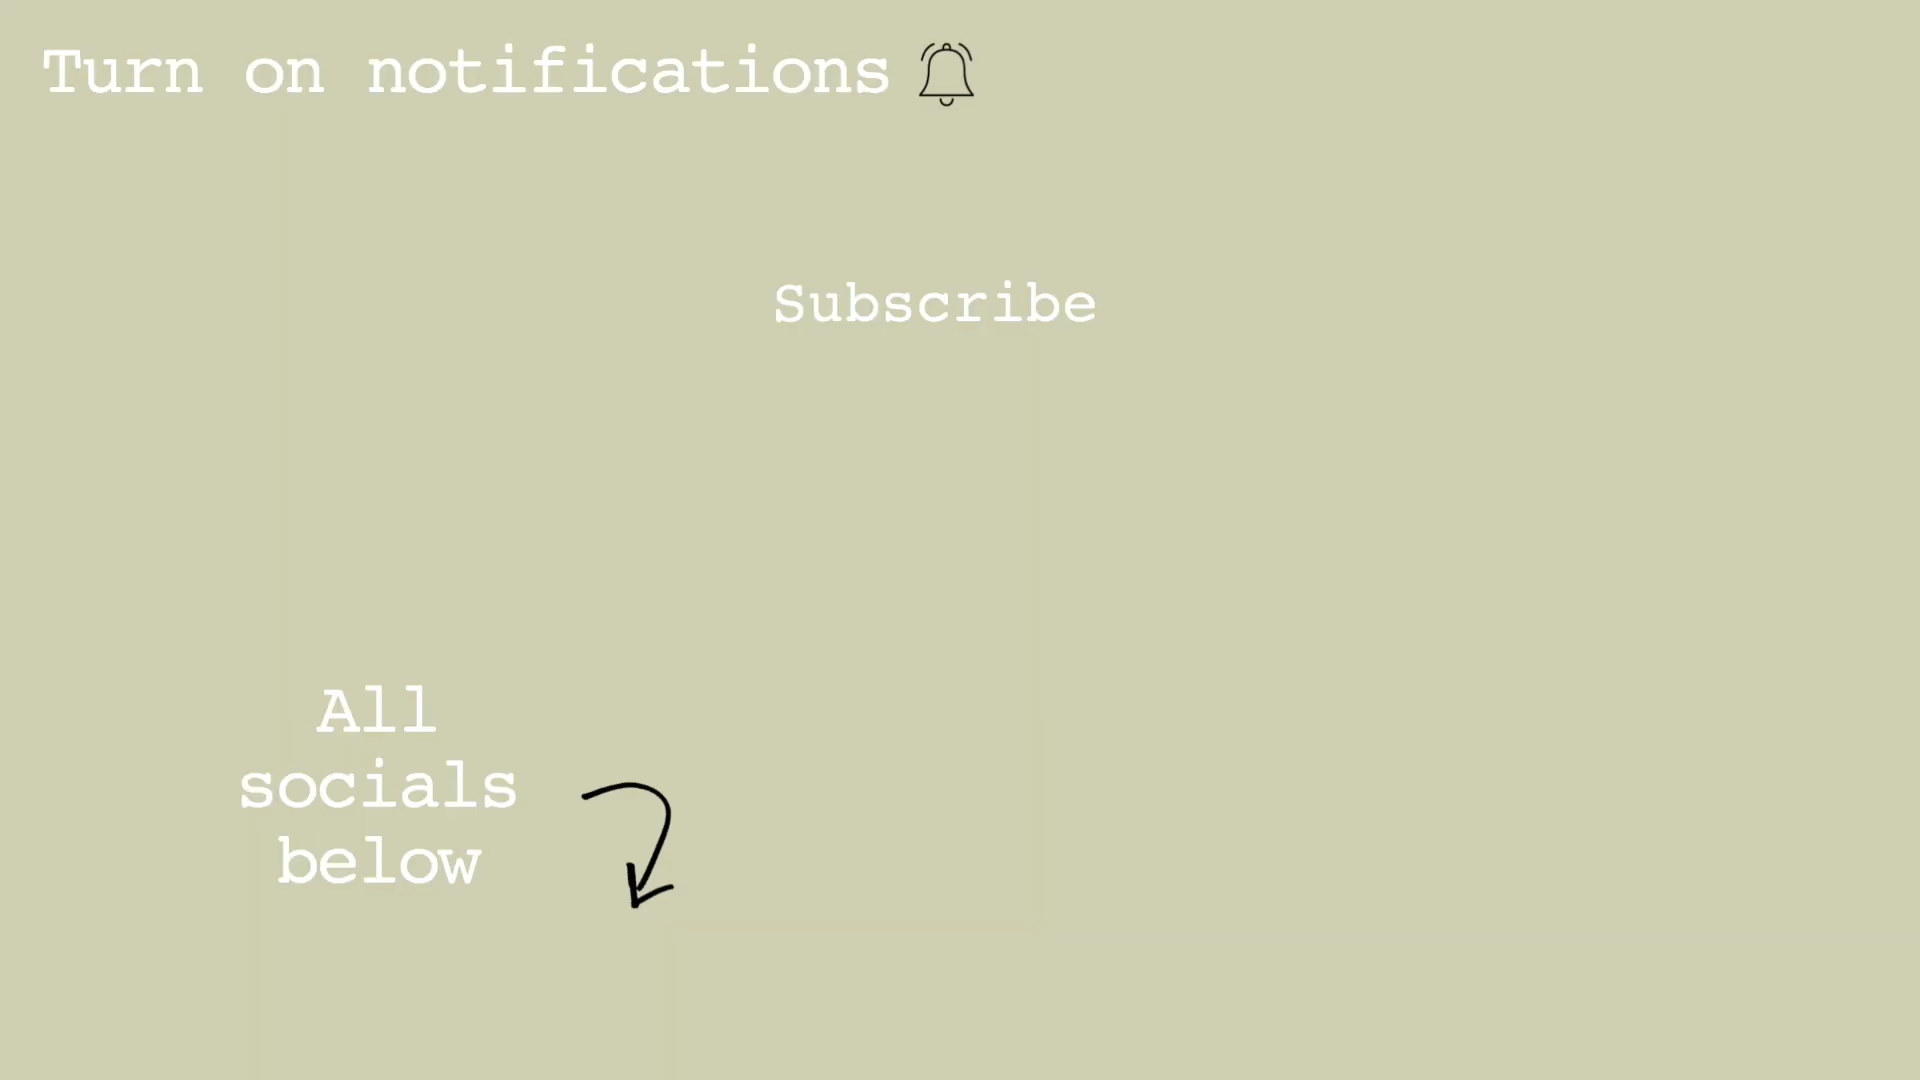 Turn on notifications
Subscribe
All
socials
below